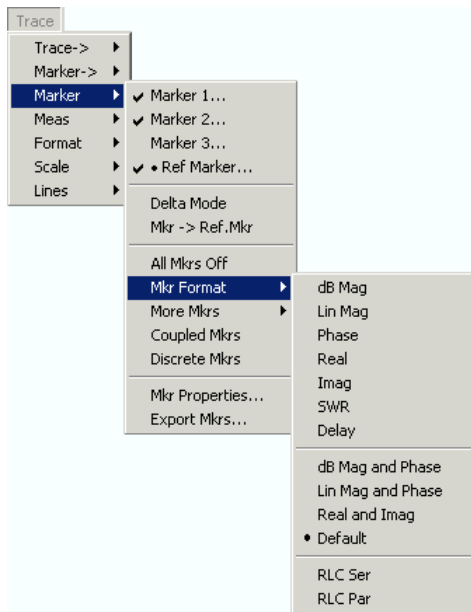 Trace
Trace->
Marker->
Marker
Meas
Format
Scale
Lines
Marker 1...
Marker 2...
Marker 3...
• Ref Marker...
Delta Mode
Mkr -> Ref.Mkr
All Mkrs Off
Mkr Format
More Mkrs
Coupled Mkrs
Discrete Mkrs
Mkr Properties...
Export Mkrs...
dB Mag
Lin Mag
Phase
Real
Imag
SWR
Delay
dB Mag and Phase
Lin Mag and Phase
Real and Imag
• Default
RLC Ser
RLC Par